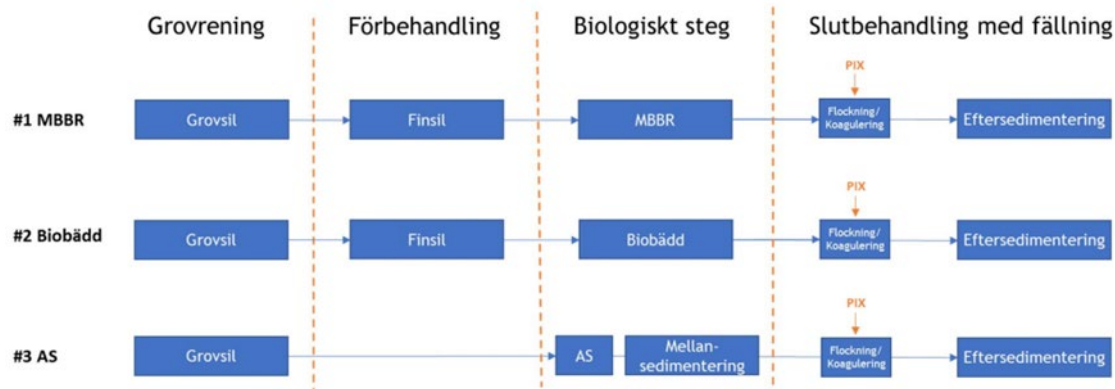 Grovrening Förbehandling Biologiskt steg Slutbehandling med fällning
PIX
#1 MBBR Grovsil Finsil MBBR Flockning/
Koagulering Eftersedimentering
PIX
#2 Biobädd Grovsil Finsil Biobädd Flockning/
Koagulering Eftersedimentering
PIX
#3 AS Grovsil AS Mellan-
sedimentering Flockning/
Koagulering Eftersedimentering